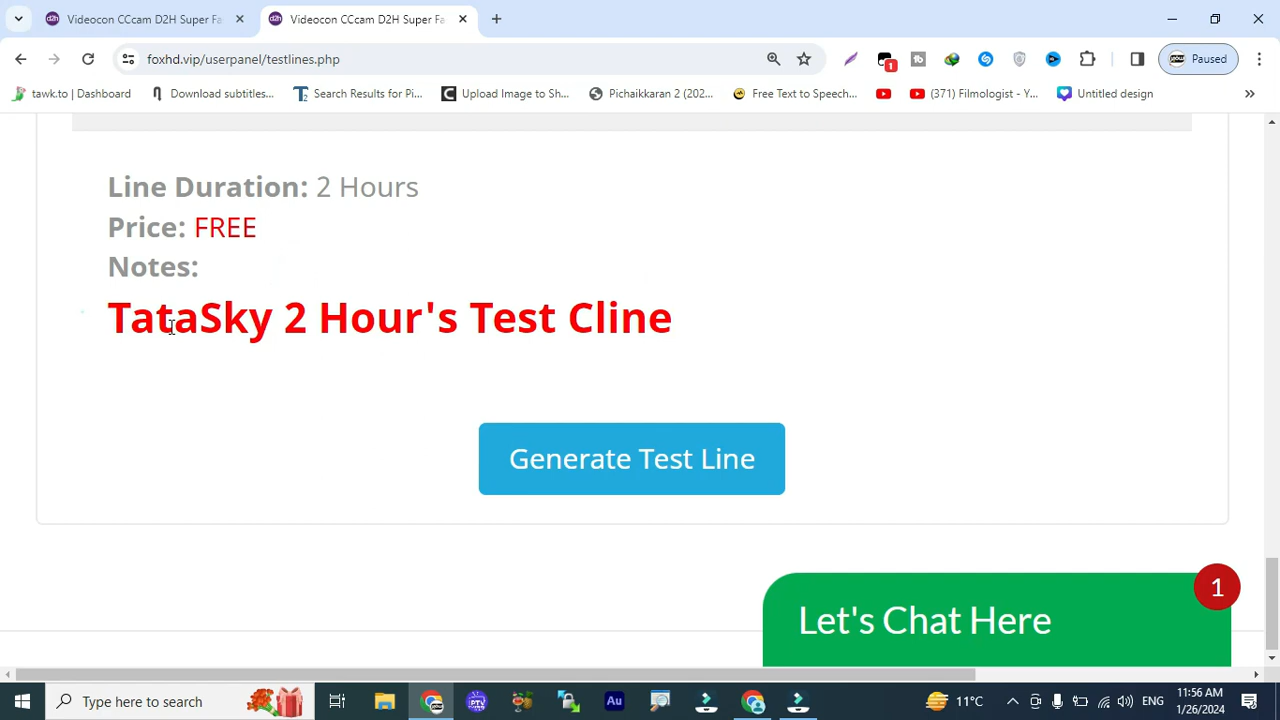 Videocon CCcam D2H Super Fa
Videocon CCcam D2H Super Fa
foxhd.vip/userpanel/testlines.php
1
Paused
tawk.to | Dashboard
Download subtitles...
Search Results for Pi...
Upload Image to Sh...
Pichaikkaran 2 (202...
Free Text to Speech...
(371) Filmologist - Y...
Untitled design
Line Duration: 2 Hours
Price: FREE
Notes:
TataSky 2 Hour's Test Cline
Generate Test Line
1
Let's Chat Here
Type here to search
11°C
ENG
11:56 AM
1/26/2024